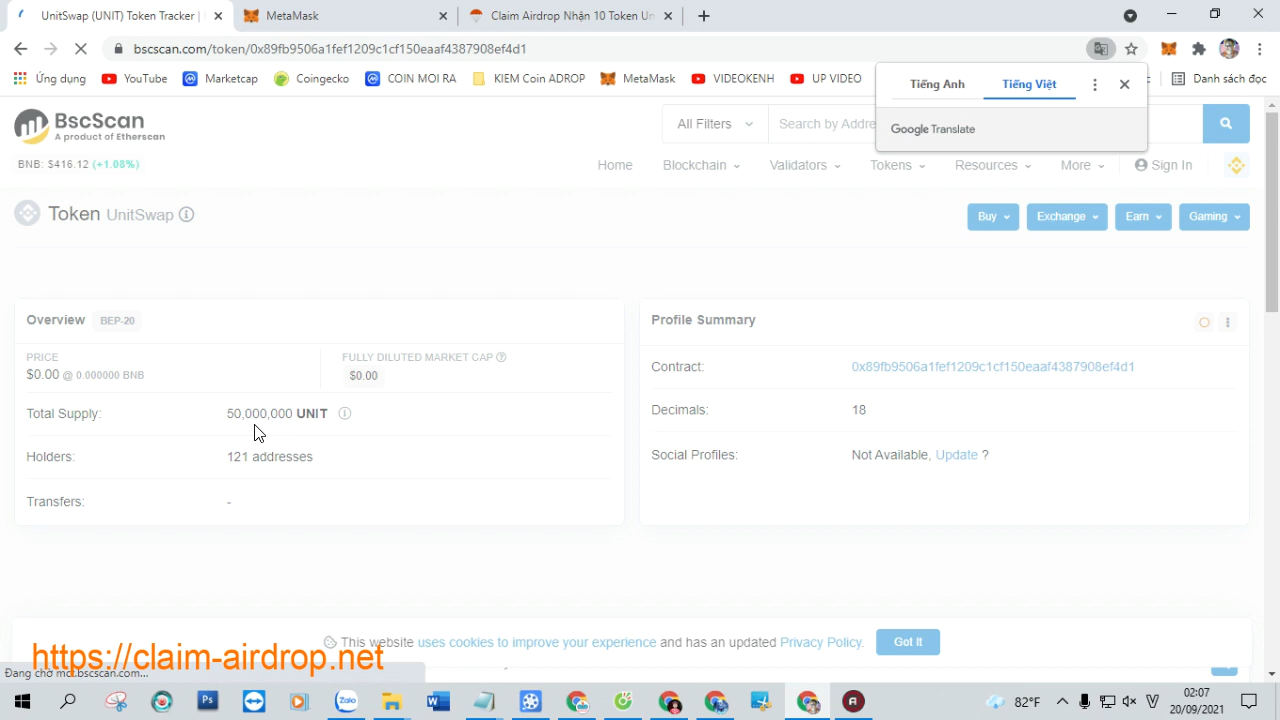 UnitSwap (UNIT) Token Tracker |
MetaMask
Claim Airdrop Nhận 10 Token Un
bscscan.com/token/0x89fb9506a1fef1209c1cf150eaaf4387908ef4d1
Ứng dụng
YouTube
Marketcap
Coingecko
COIN MOI RA
KIEM Coin ADROP
MetaMask
VIDEOKENH
UP VIDEO
Danh sách đọc
Tiếng Anh
Tiếng Việt
Google Translate
BscScan
A product of Etherscan
All Filters
Search by Addre
BNB: $416.12 (+1.08%)
Home
Blockchain
Validators
Tokens
Resources
More
Sign In
Token UnitSwap
Buy
Exchange
Earn
Gaming
Overview BEP-20
PRICE
$0.00 @ 0.000000 BNB
FULLY DILUTED MARKET CAP
$0.00
Total Supply: 50,000,000 UNIT
Holders: 121 addresses
Transfers: -
Profile Summary
Contract: 0x89fb9506a1fef1209c1cf150eaaf4387908ef4d1
Decimals: 18
Social Profiles: Not Available, Update ?
This website uses cookies to improve your experience and has an updated Privacy Policy.
Got It
https://claim-airdrop.net
Đang chờ
bscscan.com...
Ps
Zalo
W
82°F
V
02:07
20/09/2021